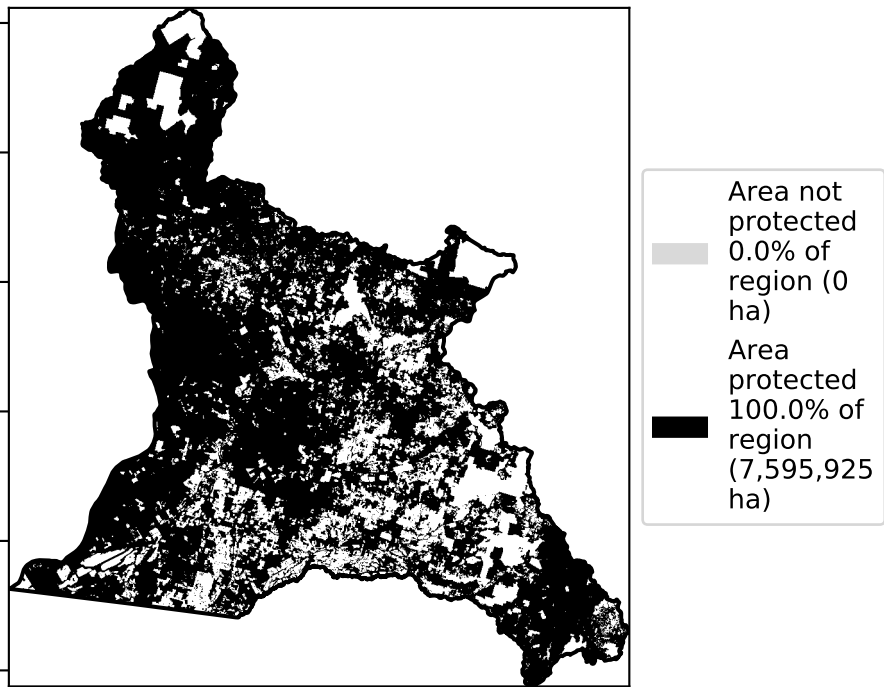 Area not
protected
0.0% of
region (0
ha)
Area
protected
100.0% of
region
(7,595,925
ha)